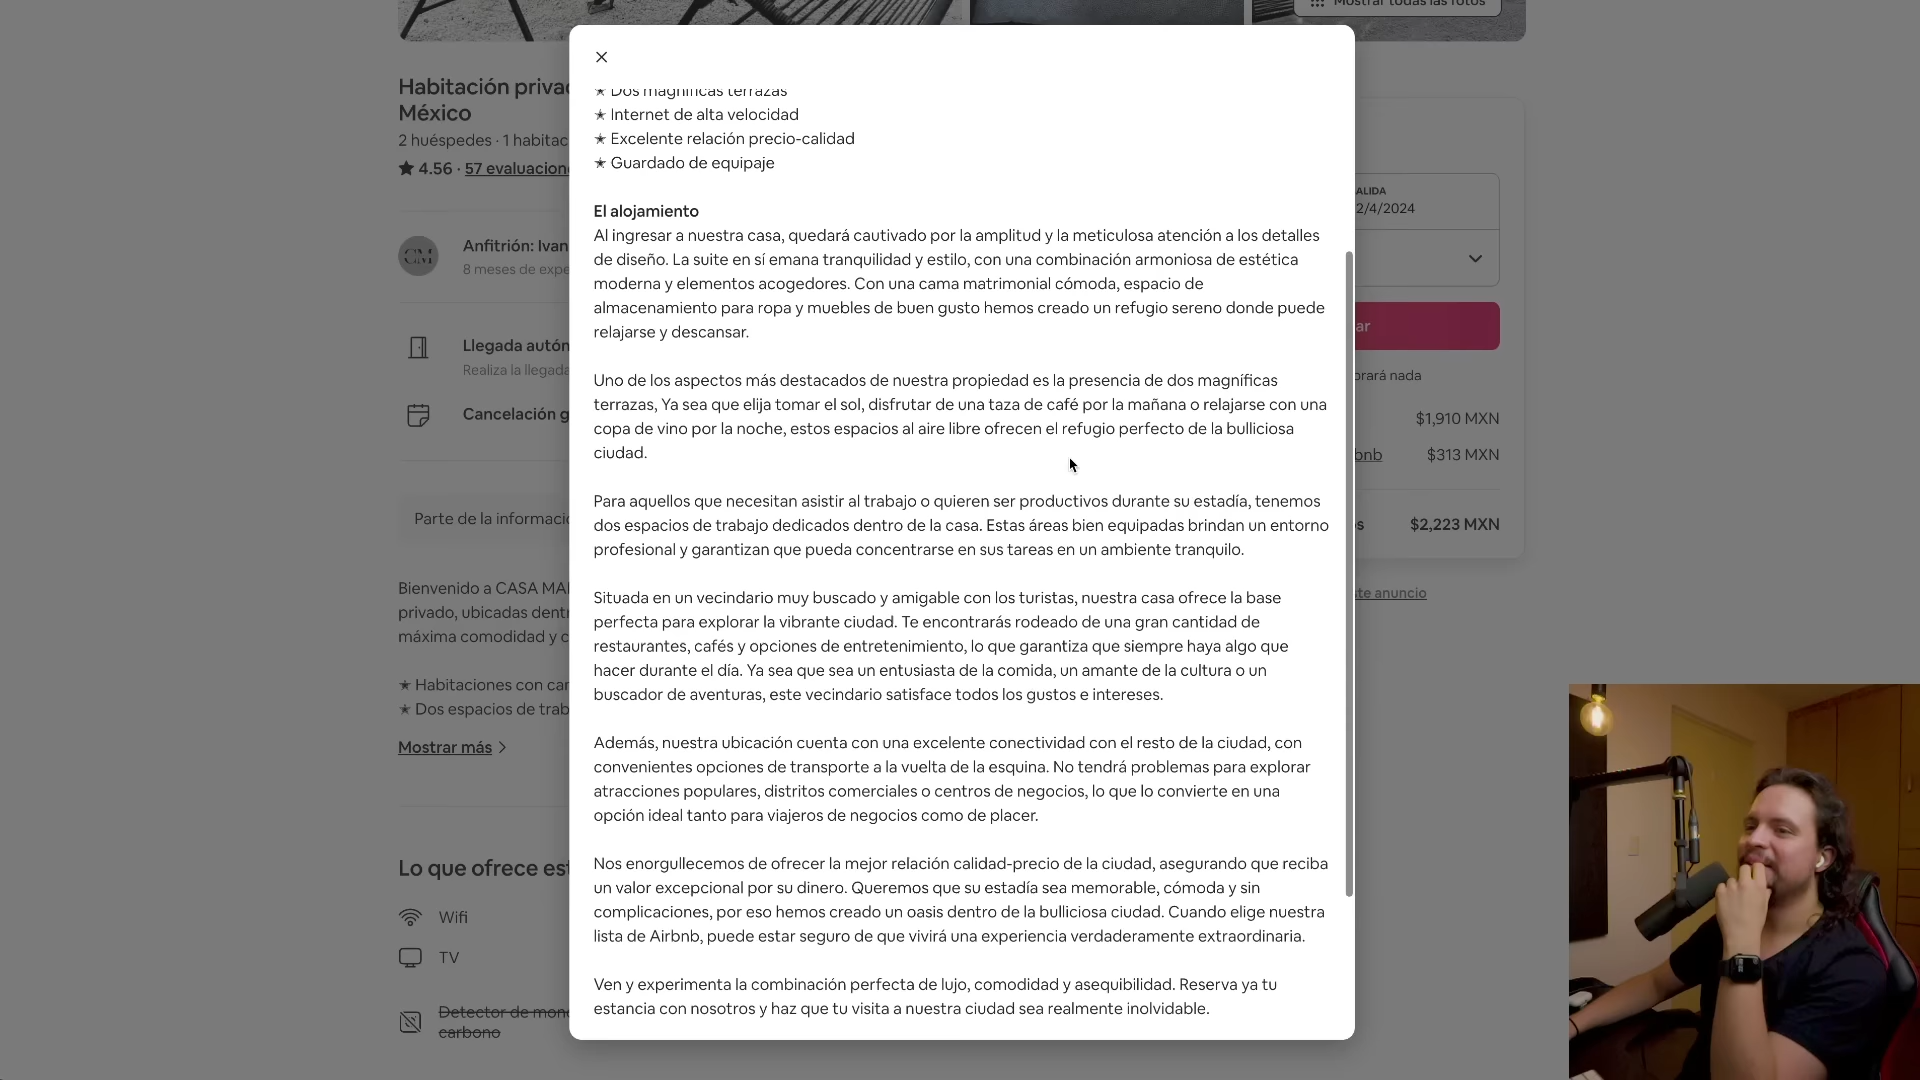 Mostrar todas las fotos
Habitación priva
México
2 huéspedes · 1 habitac
★ 4.56 · 57 evaluacion
CM
Anfitrión: Ivan
8 meses de expe
Llegada autón
Realiza la llegada
Cancelación g
Parte de la informaci
Bienvenido a CASA MA
privado, ubicadas dent
máxima comodidad y c
★ Habitaciones con car
★ Dos espacios de trab
Mostrar más
Lo que ofrece est
Wifi
TV
Detector de mon
carbono
★ Dos magníficas terrazas
★ Internet de alta velocidad
★ Excelente relación precio-calidad
★ Guardado de equipaje
El alojamiento
Al ingresar a nuestra casa, quedará cautivado por la amplitud y la meticulosa atención a los detalles
de diseño. La suite en sí emana tranquilidad y estilo, con una combinación armoniosa de estética
moderna y elementos acogedores. Con una cama matrimonial cómoda, espacio de
almacenamiento para ropa y muebles de buen gusto hemos creado un refugio sereno donde puede
relajarse y descansar.
Uno de los aspectos más destacados de nuestra propiedad es la presencia de dos magníficas
terrazas, Ya sea que elija tomar el sol, disfrutar de una taza de café por la mañana o relajarse con una
copa de vino por la noche, estos espacios al aire libre ofrecen el refugio perfecto de la bulliciosa
ciudad.
Para aquellos que necesitan asistir al trabajo o quieren ser productivos durante su estadía, tenemos
dos espacios de trabajo dedicados dentro de la casa. Estas áreas bien equipadas brindan un entorno
profesional y garantizan que pueda concentrarse en sus tareas en un ambiente tranquilo.
Situada en un vecindario muy buscado y amigable con los turistas, nuestra casa ofrece la base
perfecta para explorar la vibrante ciudad. Te encontrarás rodeado de una gran cantidad de
restaurantes, cafés y opciones de entretenimiento, lo que garantiza que siempre haya algo que
hacer durante el día. Ya sea que sea un entusiasta de la comida, un amante de la cultura o un
buscador de aventuras, este vecindario satisface todos los gustos e intereses.
Además, nuestra ubicación cuenta con una excelente conectividad con el resto de la ciudad, con
convenientes opciones de transporte a la vuelta de la esquina. No tendrá problemas para explorar
atracciones populares, distritos comerciales o centros de negocios, lo que lo convierte en una
opción ideal tanto para viajeros de negocios como de placer.
Nos enorgullecemos de ofrecer la mejor relación calidad-precio de la ciudad, asegurando que reciba
un valor excepcional por su dinero. Queremos que su estadía sea memorable, cómoda y sin
complicaciones, por eso hemos creado un oasis dentro de la bulliciosa ciudad. Cuando elige nuestra
lista de Airbnb, puede estar seguro de que vivirá una experiencia verdaderamente extraordinaria.
Ven y experimenta la combinación perfecta de lujo, comodidad y asequibilidad. Reserva ya tu
estancia con nosotros y haz que tu visita a nuestra ciudad sea realmente inolvidable.
ALIDA
2/4/2024
ar
brará nada
$1,910 MXN
bnb $313 MXN
s $2,223 MXN
ste anuncio